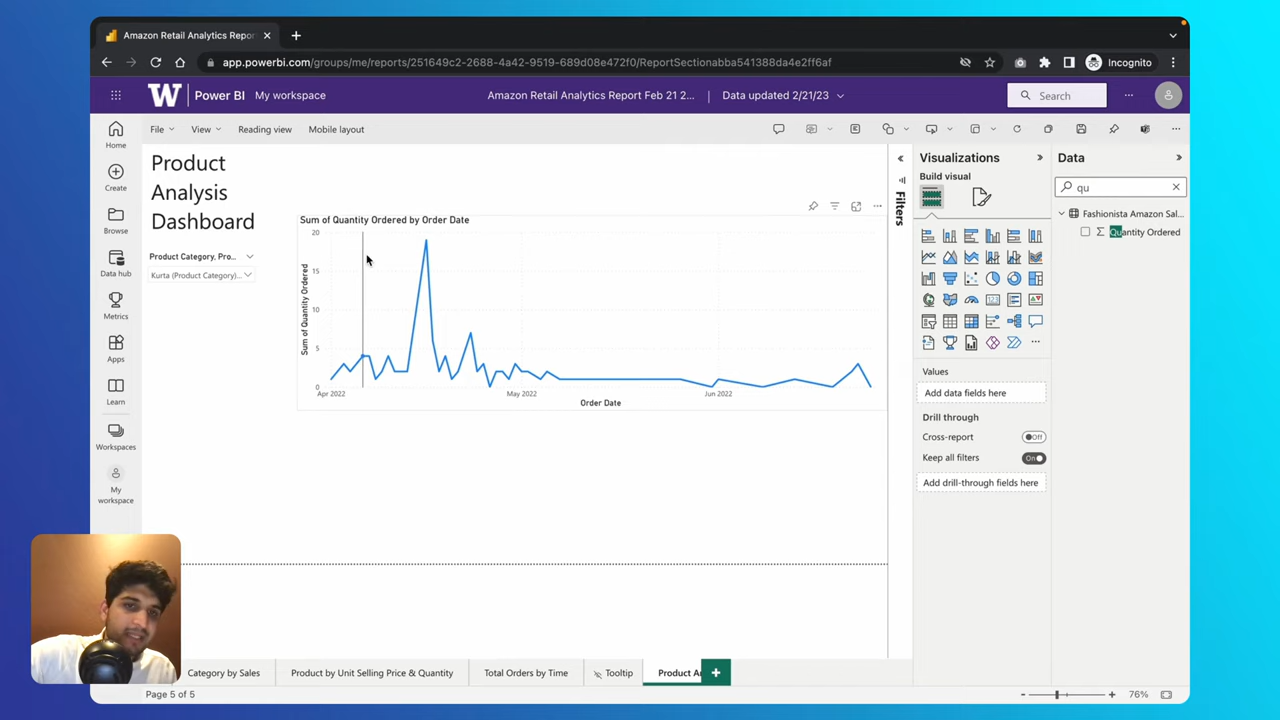 Amazon Retail Analytics Repor
app.powerbi.com/groups/me/reports/251649c2-2688-4a42-9519-689d08e472f0/ReportSectionabba541388da4e2ff6af
Incognito
W Power BI My workspace
Amazon Retail Analytics Report Feb 21 2... | Data updated 2/21/23
Search
File View Reading view Mobile layout
Home
Create
Browse
Data hub
Metrics
Apps
Learn
Workspaces
My
workspace
Product
Analysis
Dashboard
Product Category, Pro...
Kurta (Product Category)...
Sum of Quantity Ordered by Order Date
Sum of Quantity Ordered
20
15
10
5
0
Apr 2022 May 2022 Jun 2022
Order Date
Filters
Visualizations
Build visual
Values
Add data fields here
Drill through
Cross-report Off
Keep all filters On
Add drill-through fields here
Data
qu
Fashionista Amazon Sal...
Σ Quantity Ordered
Category by Sales Product by Unit Selling Price & Quantity Total Orders by Time Tooltip Product A
Page 5 of 5
76%